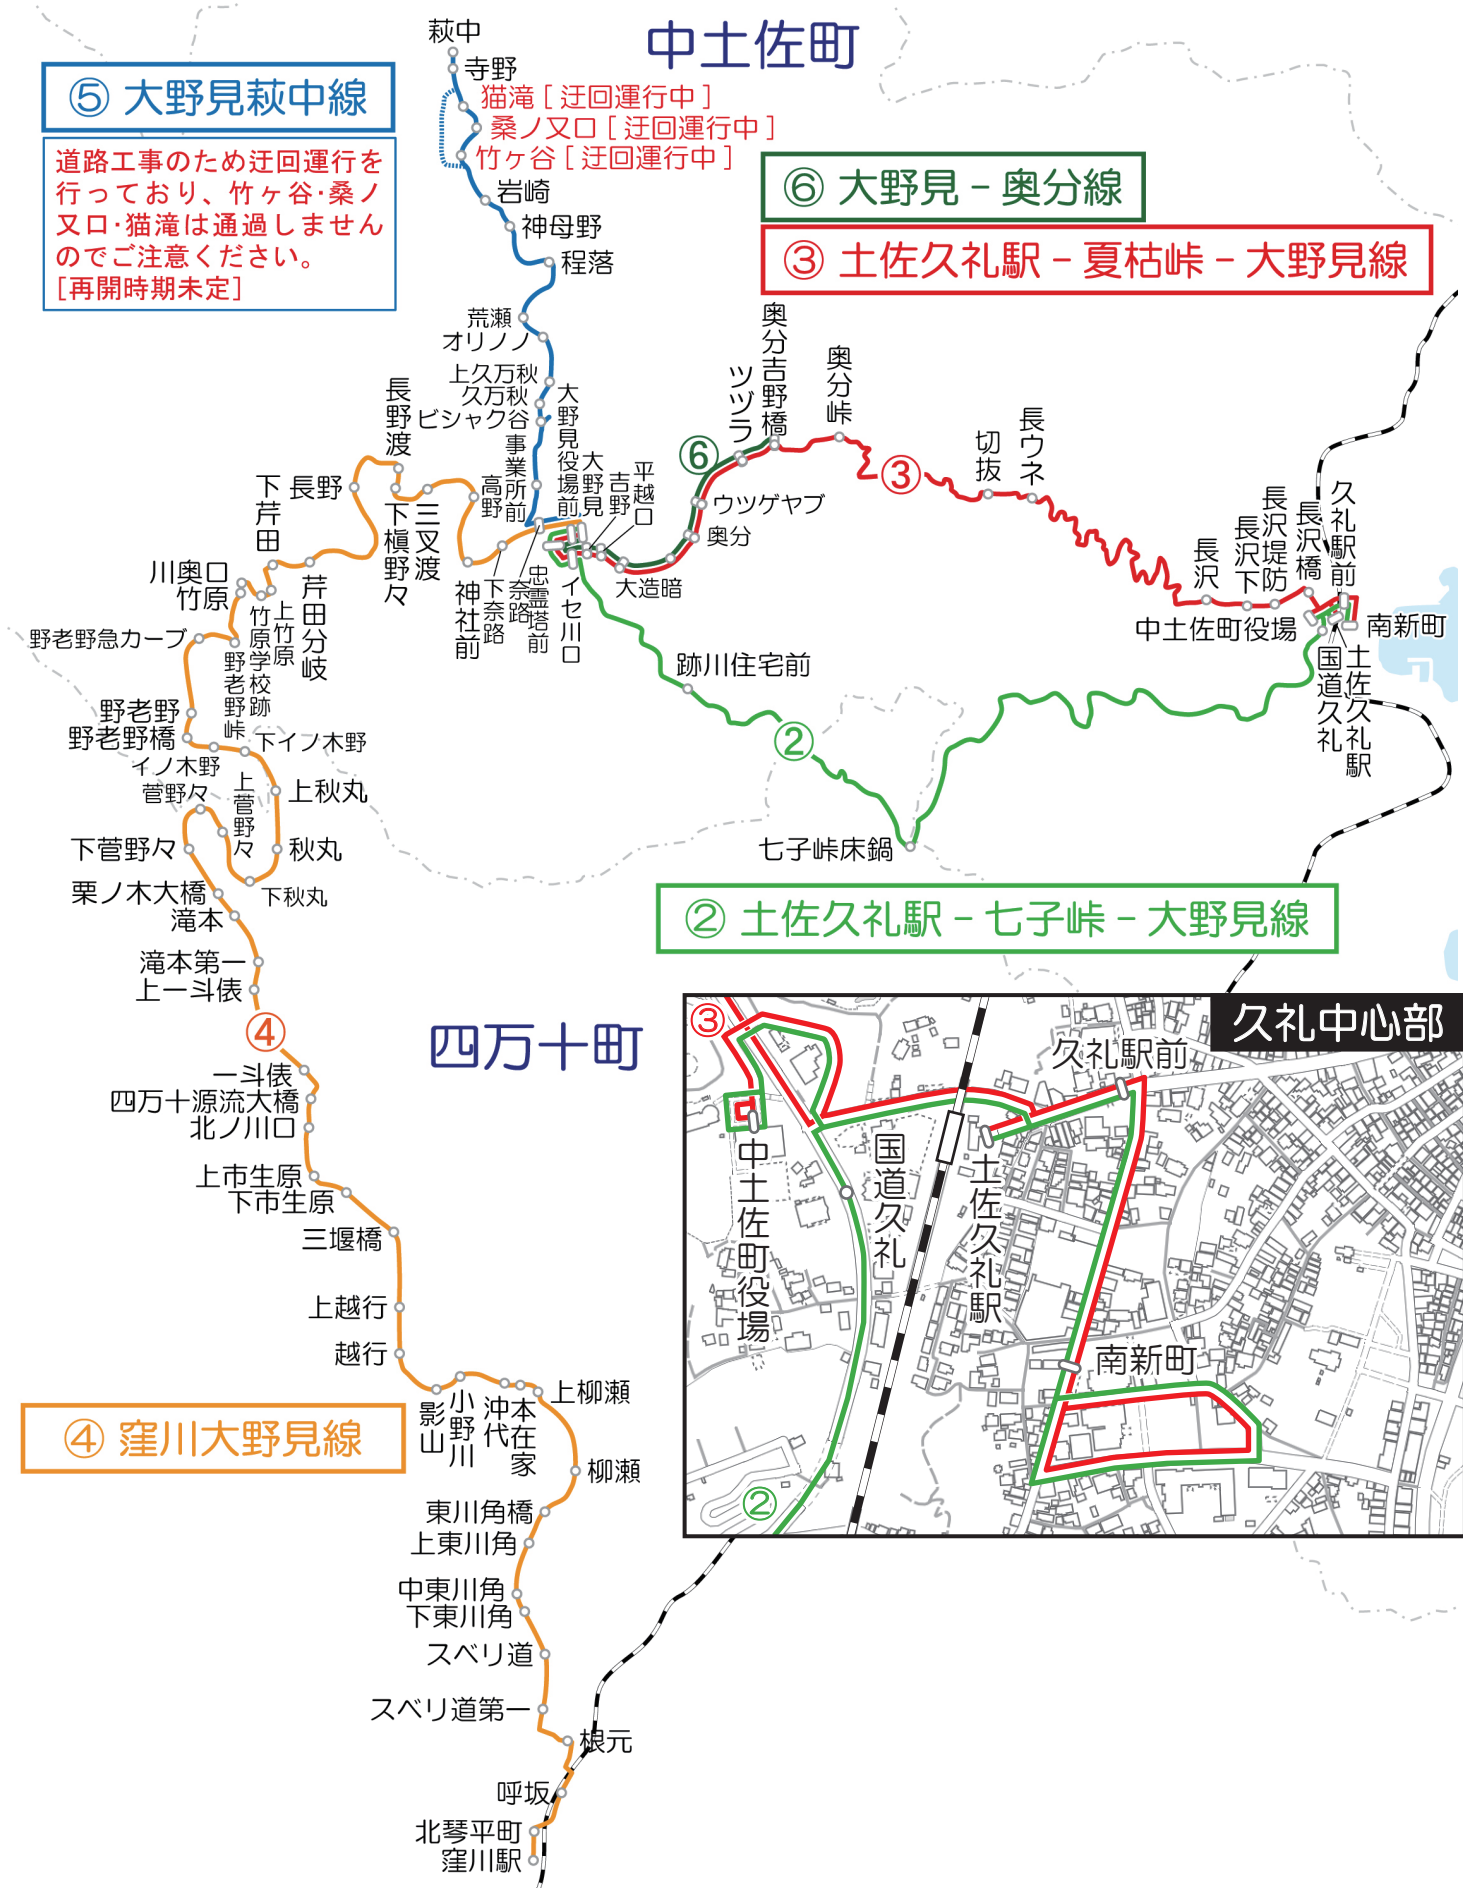 中土佐町
⑤ 大野見萩中線
道路工事のため迂回運行を
行っており、竹ヶ谷・桑ノ
又口・猫滝は通過しません
のでご注意ください。
[再開時期未定]
萩中
寺野
猫滝 [ 迂回運行中 ]
桑ノ又口 [ 迂回運行中 ]
竹ヶ谷 [ 迂回運行中 ]
岩崎
神母野
程落
荒瀬
オリノノ
上久万秋
久万秋
ビシャク谷
事業所前
高野
大野見役場前
大野見
吉野
平越口
⑥ 大野見 − 奥分線
③ 土佐久礼駅 − 夏枯峠 − 大野見線
奥分吉野橋
ツヅラ
奥分峠
⑥
③
ウツゲヤブ
奥分
大造暗
切抜
長ウネ
長沢
長沢下
長沢堤防
長沢橋
久礼駅前
中土佐町役場
南新町
国道久礼
土佐久礼駅
長野渡
下芹田
長野
下槇野々
三叉渡
神社前
下奈路
奈路
忠霊塔前
イセ川口
川奥口
竹原
芹田分岐
上竹原
竹原学校跡
野老野峠
野老野急カーブ
野老野
野老野橋
下イノ木野
イノ木野
菅野々
上菅野々
上秋丸
下菅野々
秋丸
下秋丸
栗ノ木大橋
滝本
滝本第一
上一斗俵
④
跡川住宅前
②
七子峠床鍋
② 土佐久礼駅 − 七子峠 − 大野見線
四万十町
一斗俵
四万十源流大橋
北ノ川口
上市生原
下市生原
三堰橋
上越行
越行
④ 窪川大野見線
影山
小野川
沖代
本在家
上柳瀬
柳瀬
東川角橋
上東川角
中東川角
下東川角
スベリ道
スベリ道第一
根元
呼坂
北琴平町
窪川駅
久礼中心部
③
久礼駅前
中土佐町役場
国道久礼
土佐久礼駅
南新町
②